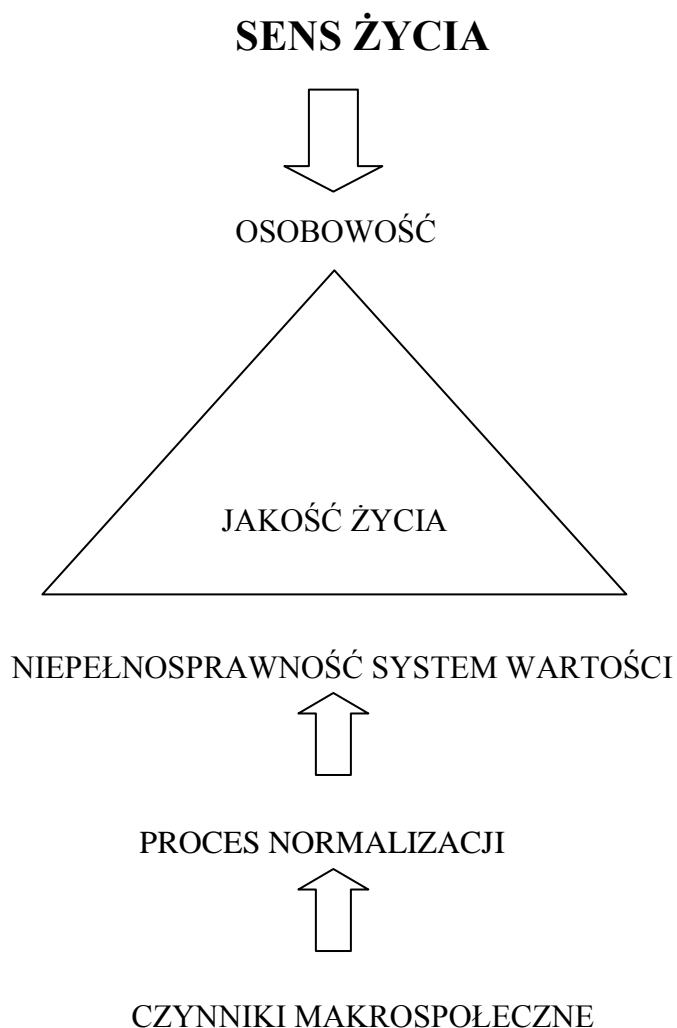 SENS ŻYCIA
OSOBOWOŚĆ
JAKOŚĆ ŻYCIA
NIEPEŁNOSPRAWNOŚĆ SYSTEM WARTOŚCI
PROCES NORMALIZACJI
CZYNNIKI MAKROSPOŁECZNE